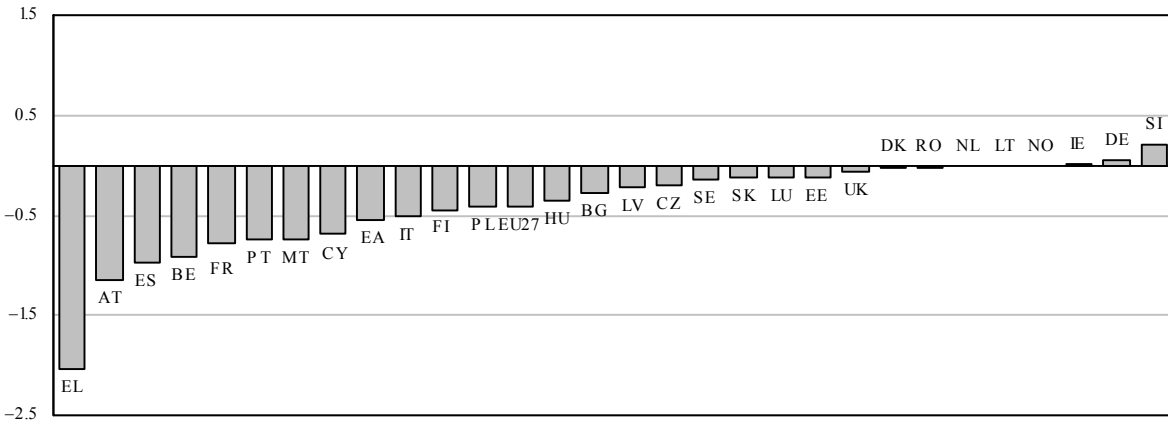 1.5
0.5
−0.5
−1.5
−2.5
EL
AT
ES
BE
FR
PT
MT
CY
EA
IT
FI
PL
EU27
HU
BG
LV
CZ
SE
SK
LU
EE
UK
DK
RO
NL
LT
NO
IE
DE
SI